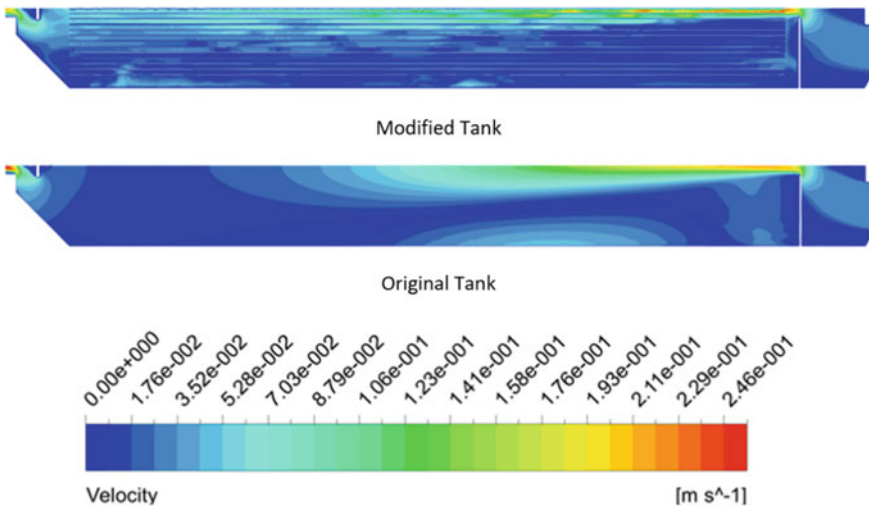 Modified Tank
Original Tank
0.00e+000
1.76e-002
3.52e-002
5.28e-002
7.03e-002
8.79e-002
1.06e-001
1.23e-001
1.41e-001
1.58e-001
1.76e-001
1.93e-001
2.11e-001
2.29e-001
2.46e-001
Velocity
[m s^-1]